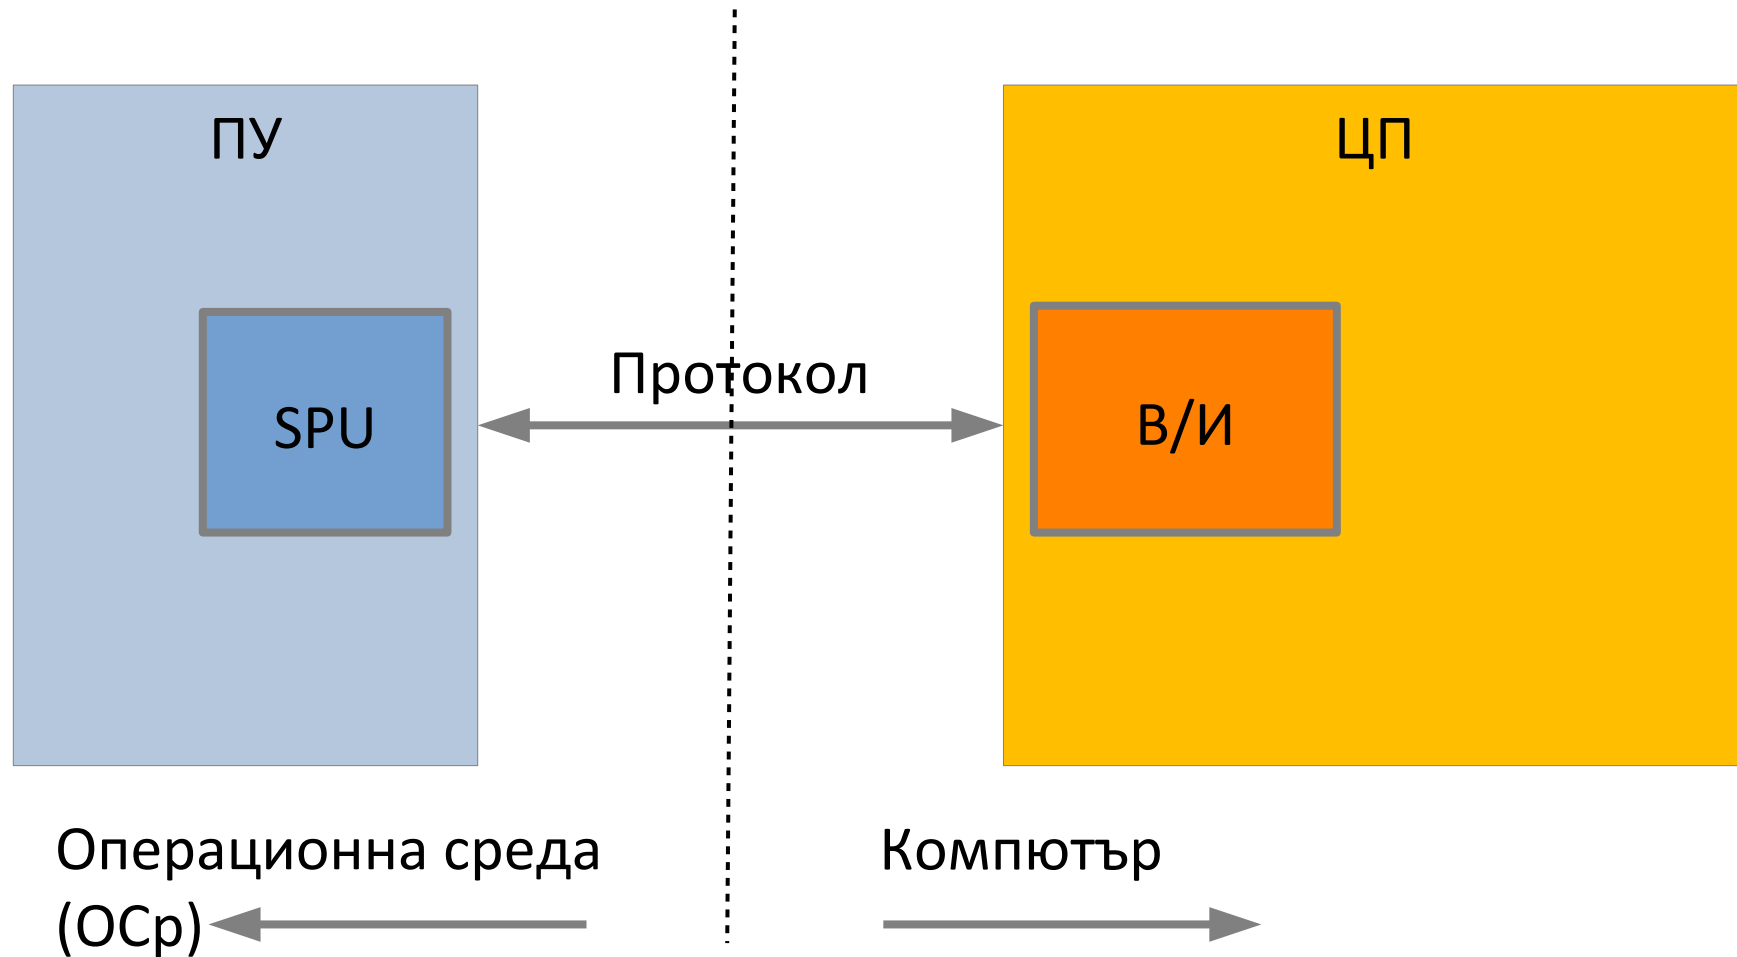 ПУ
ЦП
Протокол
SPU
В/И
Операционна среда
(ОСр)
Компютър